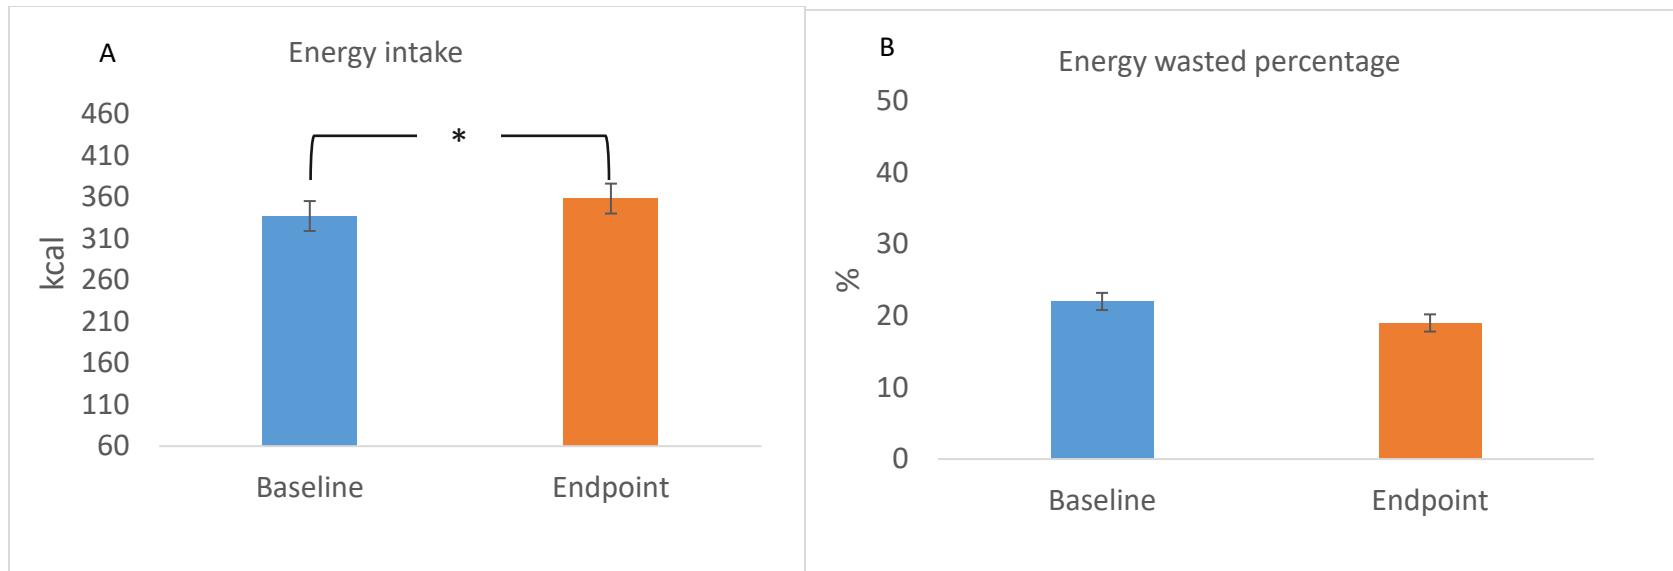 A
Energy intake
460
410
360
310
260
210
160
110
60
kcal
*
Baseline
Endpoint
B
Energy wasted percentage
50
40
30
20
10
0
%
Baseline
Endpoint